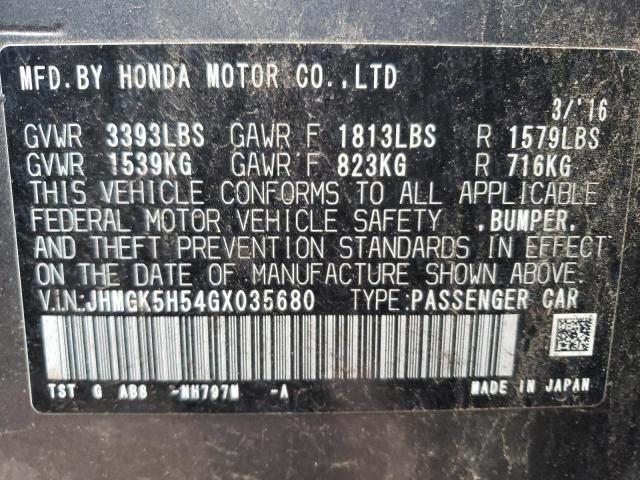 MFD.BY HONDA MOTOR CO.,LTD
3/'16
GVWR 3393LBS GAWR F 1813LBS R 1579LBS
GVWR 1539KG GAWR F 823KG R 716KG
THIS VEHICLE CONFORMS TO ALL APPLICABLE
FEDERAL MOTOR VEHICLE SAFETY ,BUMPER,
AND THEFT PREVENTION STANDARDS IN EFFECT
ON THE DATE OF MANUFACTURE SHOWN ABOVE.
V.I.N:JHMGK5H54GX035680 TYPE:PASSENGER CAR
TST G ABB -NH797M -A MADE IN JAPAN